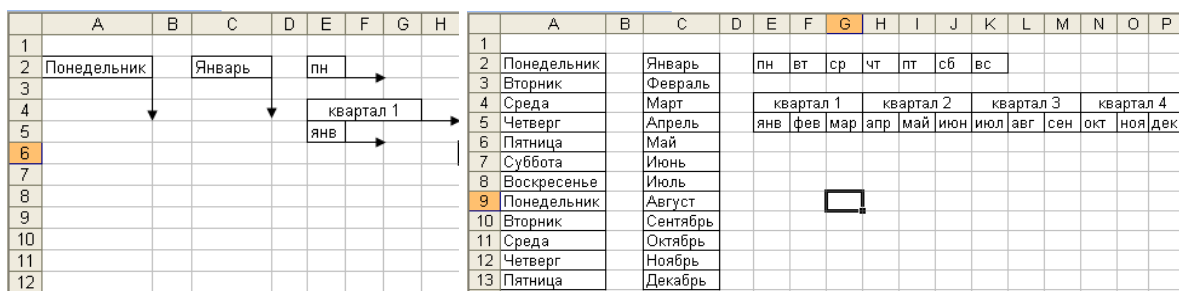 A B C D E F G H
1
2 Понедельник Январь пн
3
4 квартал 1
5 янв
6
7
8
9
10
11
12
A B C D E F G H I J K L M N O P
1
2 Понедельник Январь пн вт ср чт пт сб вс
3 Вторник Февраль
4 Среда Март квартал 1 квартал 2 квартал 3 квартал 4
5 Четверг Апрель янв фев мар апр май июн июл авг сен окт ноя дек
6 Пятница Май
7 Суббота Июнь
8 Воскресенье Июль
9 Понедельник Август
10 Вторник Сентябрь
11 Среда Октябрь
12 Четверг Ноябрь
13 Пятница Декабрь